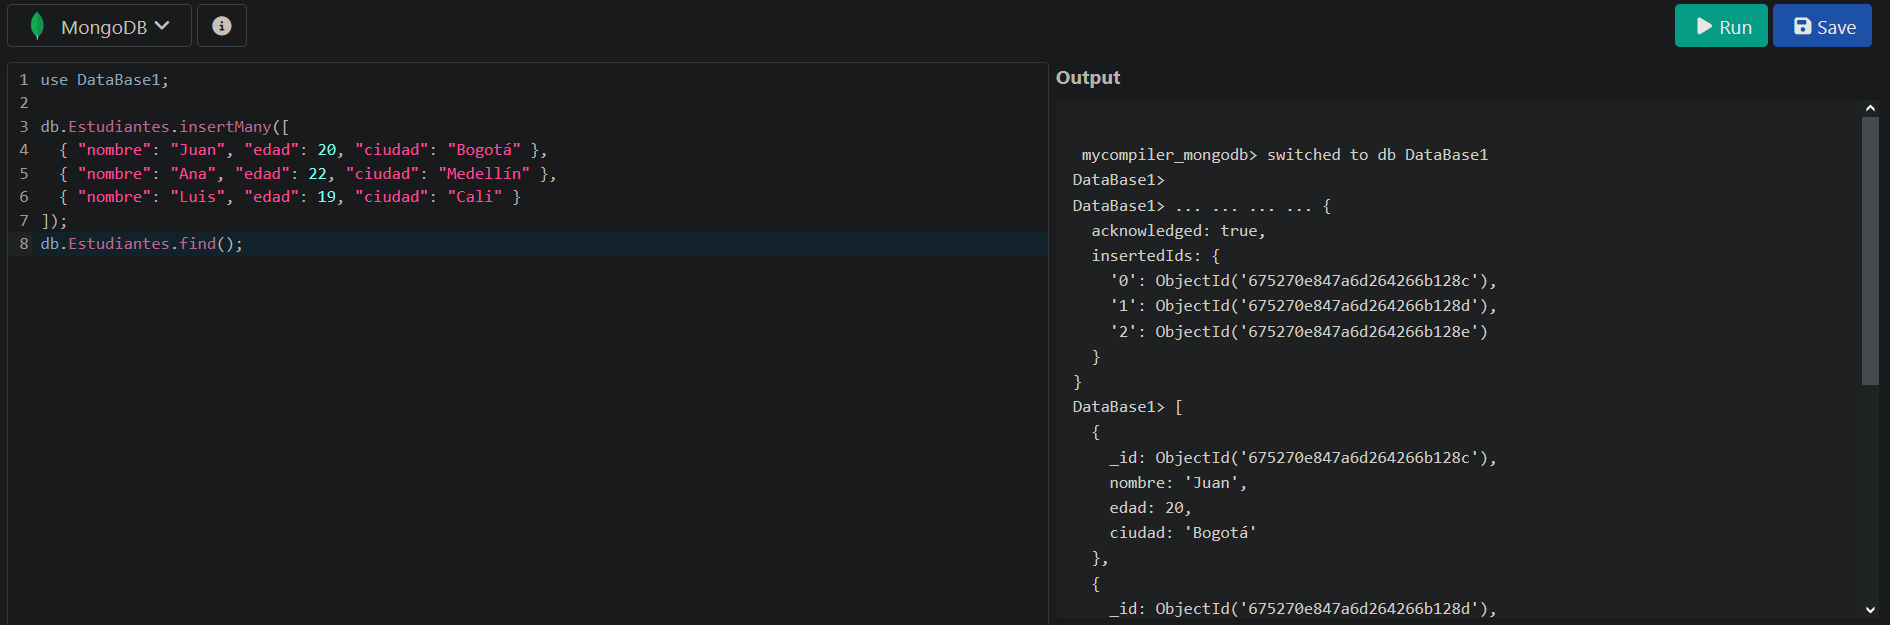 MongoDB
Run
Save
1 use DataBase1;
2
3 db.Estudiantes.insertMany([
4   { "nombre": "Juan", "edad": 20, "ciudad": "Bogotá" },
5   { "nombre": "Ana", "edad": 22, "ciudad": "Medellín" },
6   { "nombre": "Luis", "edad": 19, "ciudad": "Cali" }
7 ]);
8 db.Estudiantes.find();
Output
mycompiler_mongodb> switched to db DataBase1
DataBase1>
DataBase1> ... ... ... ... {
  acknowledged: true,
  insertedIds: {
    '0': ObjectId('675270e847a6d264266b128c'),
    '1': ObjectId('675270e847a6d264266b128d'),
    '2': ObjectId('675270e847a6d264266b128e')
  }
}
DataBase1> [
  {
    _id: ObjectId('675270e847a6d264266b128c'),
    nombre: 'Juan',
    edad: 20,
    ciudad: 'Bogotá'
  },
  {
    _id: ObjectId('675270e847a6d264266b128d'),